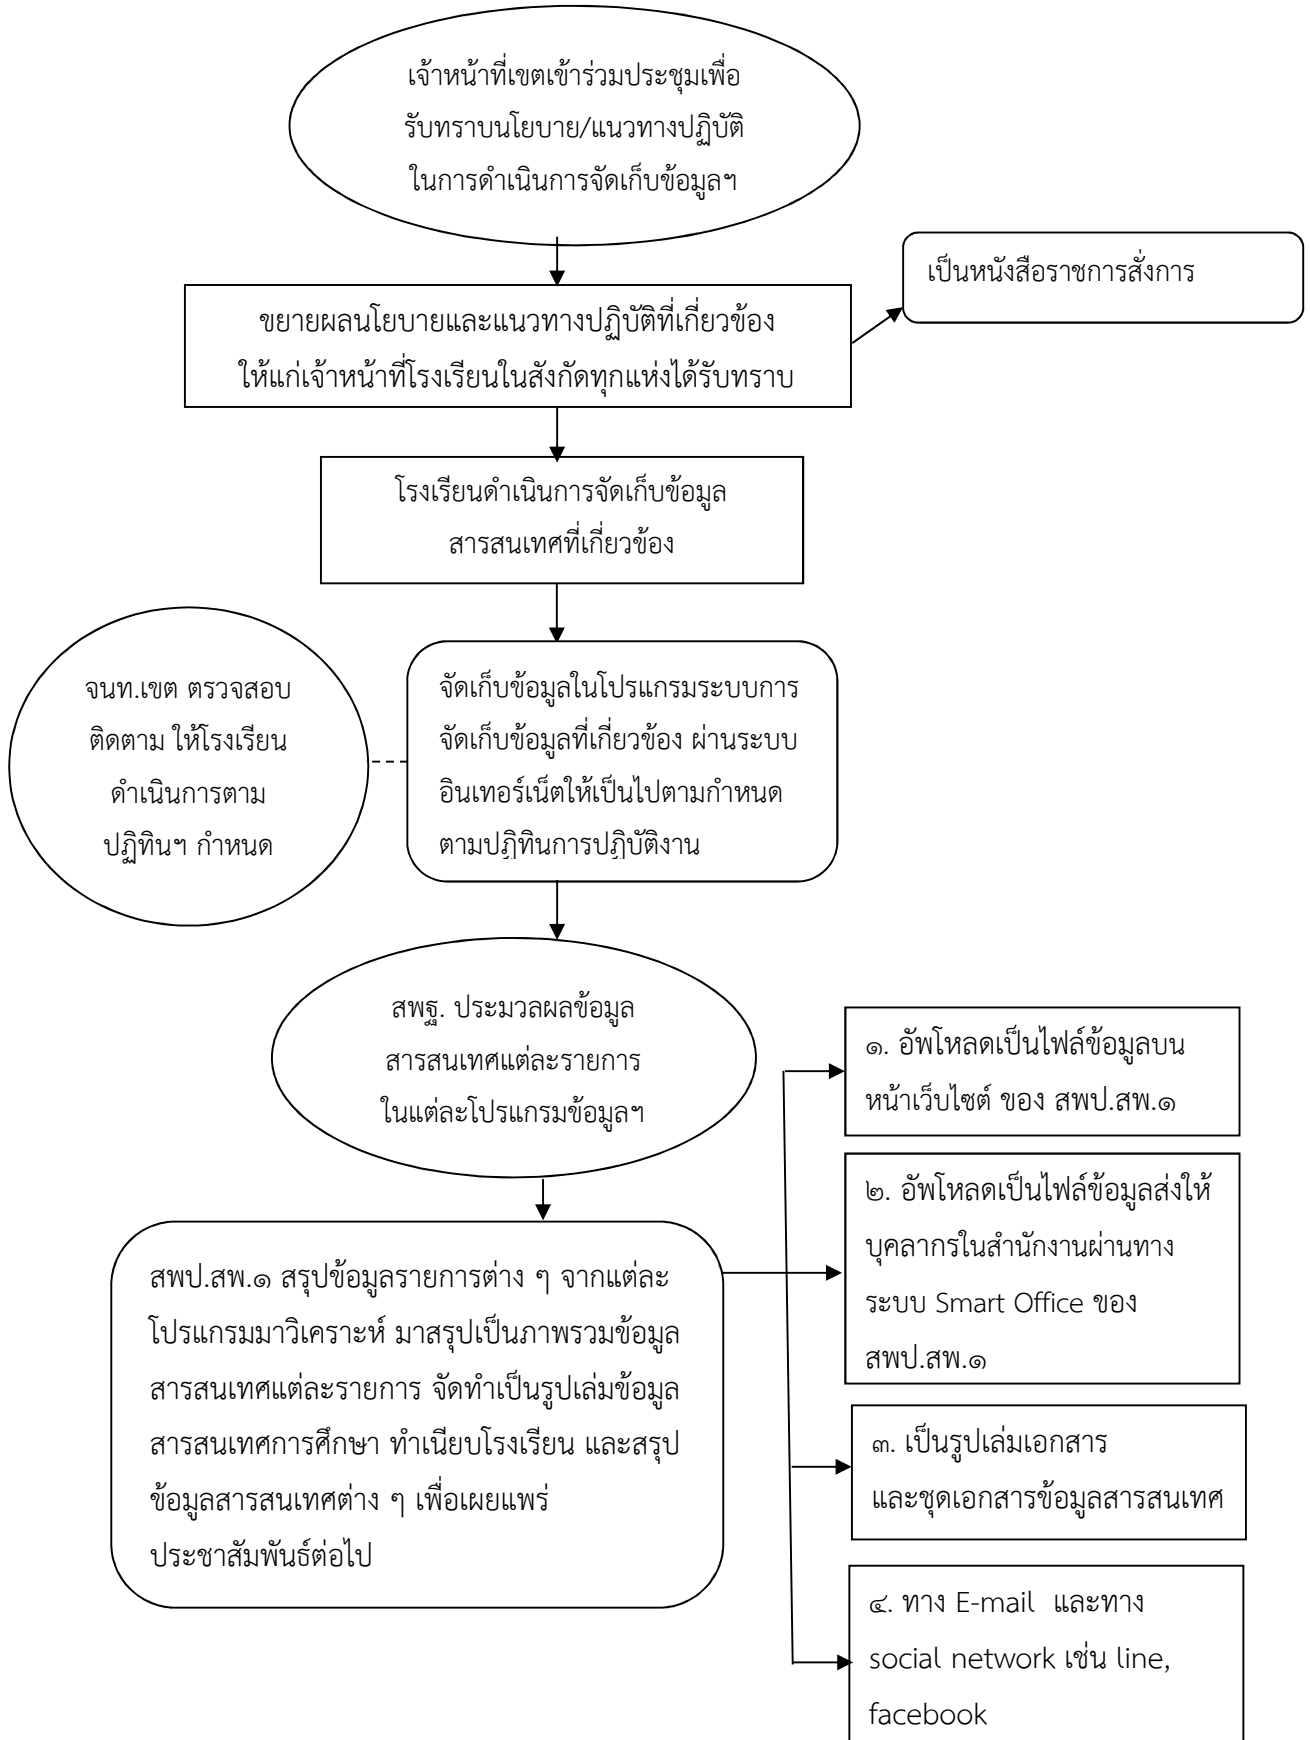 เจ้าหน้าที่เขตเข้าร่วมประชุมเพื่อ
รับทราบนโยบาย/แนวทางปฏิบัติ
ในการดำเนินการจัดเก็บข้อมูลฯ
เป็นหนังสือราชการสั่งการ
ขยายผลนโยบายและแนวทางปฏิบัติที่เกี่ยวข้อง
ให้แก่เจ้าหน้าที่โรงเรียนในสังกัดทุกแห่งได้รับทราบ
โรงเรียนดำเนินการจัดเก็บข้อมูล
สารสนเทศที่เกี่ยวข้อง
จนท.เขต ตรวจสอบ
ติดตาม ให้โรงเรียน
ดำเนินการตาม
ปฏิทินฯ กำหนด
จัดเก็บข้อมูลในโปรแกรมระบบการ
จัดเก็บข้อมูลที่เกี่ยวข้อง ผ่านระบบ
อินเทอร์เน็ตให้เป็นไปตามกำหนด
ตามปฏิทินการปฏิบัติงาน
สพฐ. ประมวลผลข้อมูล
สารสนเทศแต่ละรายการ
ในแต่ละโปรแกรมข้อมูลฯ
สพป.สพ.๑ สรุปข้อมูลรายการต่าง ๆ จากแต่ละ
โปรแกรมมาวิเคราะห์ มาสรุปเป็นภาพรวมข้อมูล
สารสนเทศแต่ละรายการ จัดทำเป็นรูปเล่มข้อมูล
สารสนเทศการศึกษา ทำเนียบโรงเรียน และสรุป
ข้อมูลสารสนเทศต่าง ๆ เพื่อเผยแพร่
ประชาสัมพันธ์ต่อไป
๑. อัพโหลดเป็นไฟล์ข้อมูลบน
หน้าเว็บไซต์ ของ สพป.สพ.๑
๒. อัพโหลดเป็นไฟล์ข้อมูลส่งให้
บุคลากรในสำนักงานผ่านทาง
ระบบ Smart Office ของ
สพป.สพ.๑
๓. เป็นรูปเล่มเอกสาร
และชุดเอกสารข้อมูลสารสนเทศ
๔. ทาง E-mail และทาง
social network เช่น line,
facebook